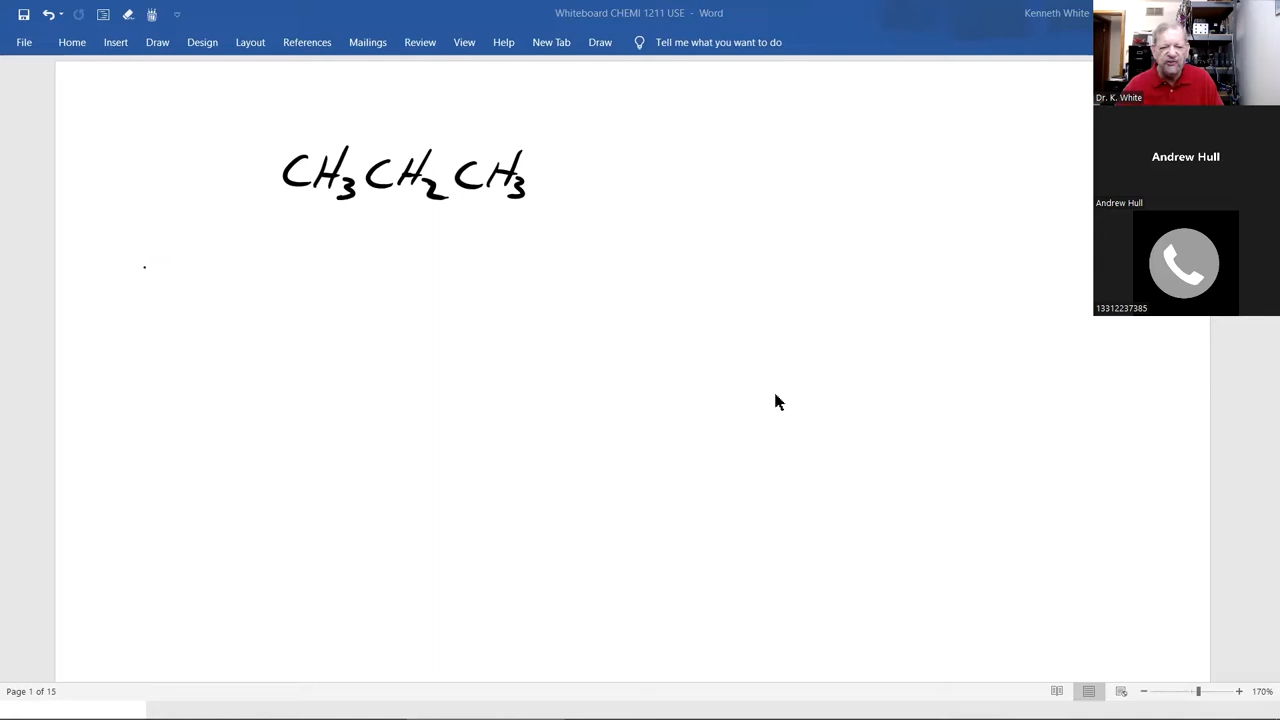 Whiteboard CHEMI 1211 USE - Word
Kenneth White
File Home Insert Draw Design Layout References Mailings Review View Help New Tab Draw Tell me what you want to do
Dr. K. White
CH3CH2CH3
Andrew Hull
Andrew Hull
13312237385
Page 1 of 15
170%